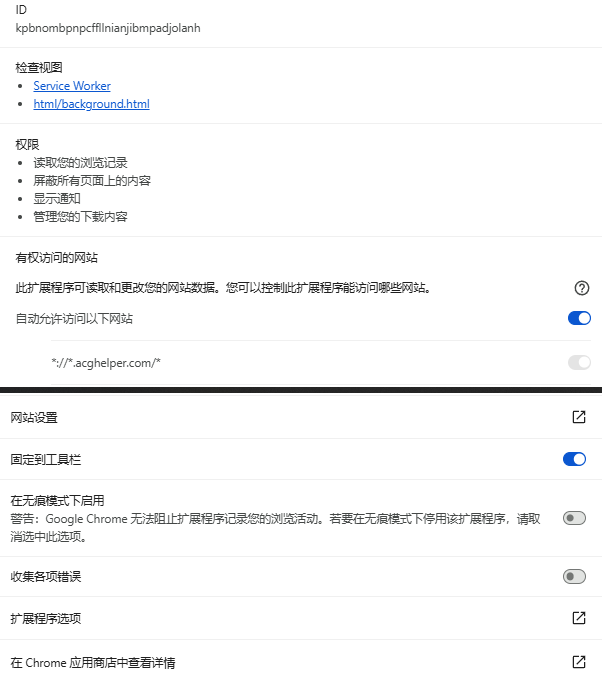 ID
kpbnombpnpcffllnianjibmpadjolanh
检查视图
Service Worker
html/background.html
权限
读取您的浏览记录
屏蔽所有页面上的内容
显示通知
管理您的下载内容
有权访问的网站
此扩展程序可读取和更改您的网站数据。您可以控制此扩展程序能访问哪些网站。
自动允许访问以下网站
*://*.acghelper.com/*
网站设置
固定到工具栏
在无痕模式下启用
警告：Google Chrome 无法阻止扩展程序记录您的浏览活动。若要在无痕模式下停用该扩展程序，请取
消选中此选项。
收集各项错误
扩展程序选项
在 Chrome 应用商店中查看详情